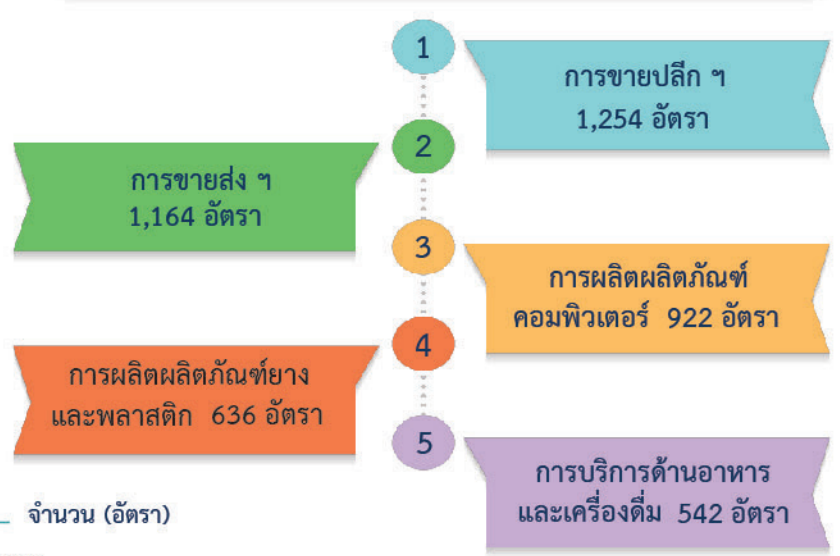 1
การขายปลีก ฯ
1,254 อัตรา
2
การขายส่ง ฯ
1,164 อัตรา
3
การผลิตผลิตภัณฑ์
คอมพิวเตอร์ 922 อัตรา
4
การผลิตผลิตภัณฑ์ยาง
และพลาสติก 636 อัตรา
5
การบริการด้านอาหาร
และเครื่องดื่ม 542 อัตรา
จำนวน (อัตรา)